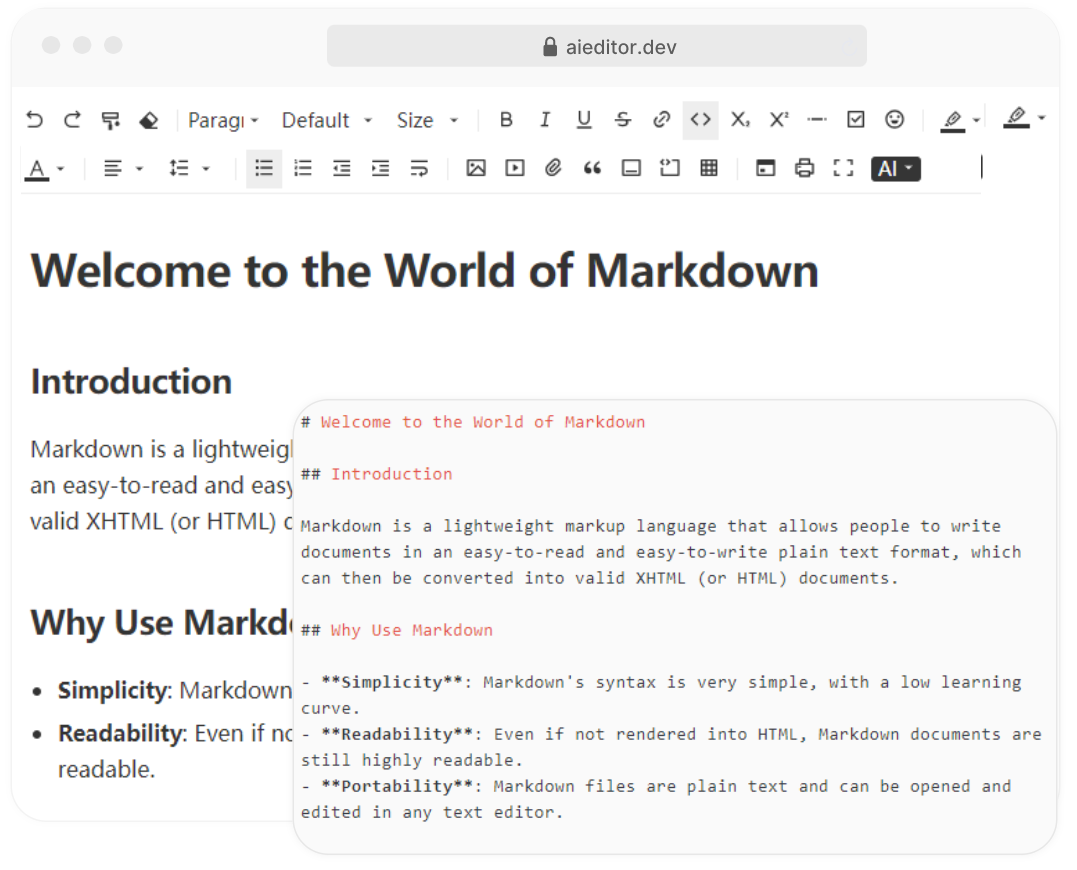 aieditor.dev
Paragr Default Size B I U S <> X₂ X²
A AI
Welcome to the World of Markdown
Introduction
Markdown is a
an easy-to-read and easy
valid XHTML (or HTML)
Why Use
• Simplicity: Markdown
• Readability: Even if
readable.
# Welcome to the World of Markdown
## Introduction
Markdown is a lightweight markup language that allows people to write
documents in an easy-to-read and easy-to-write plain text format, which
can then be converted into valid XHTML (or HTML) documents.
## Why Use Markdown
- **Simplicity**: Markdown's syntax is very simple, with a low learning
curve.
- **Readability**: Even if not rendered into HTML, Markdown documents are
still highly readable.
- **Portability**: Markdown files are plain text and can be opened and
edited in any text editor.